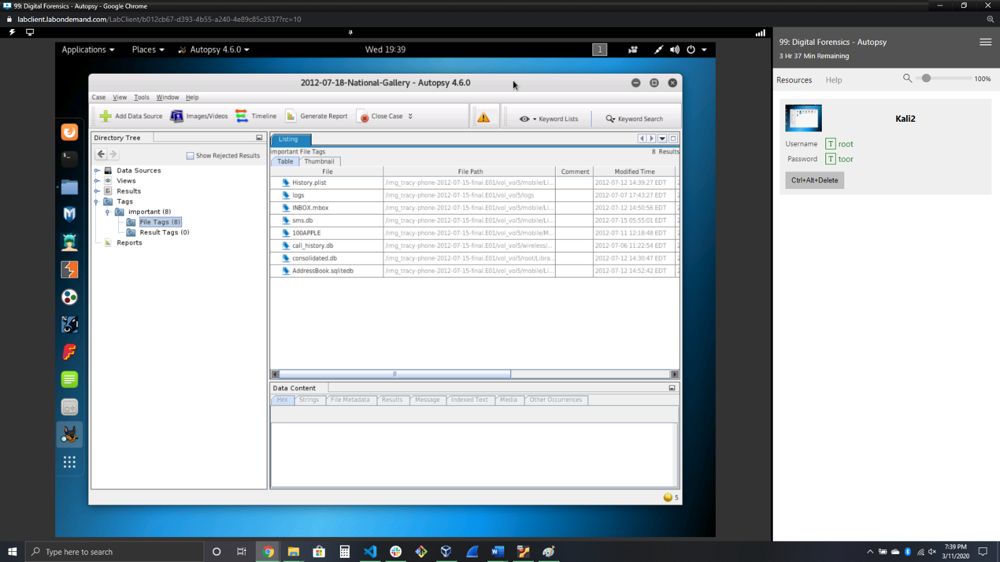 99: Digital Forensics - Autopsy - Google Chrome
labclient.labondemand.com/LabClient/b012cb67-d393-4b55-a240-4e89c85c3537?rc=10
Applications Places Autopsy 4.6.0 Wed 19:39 1
2012-07-18-National-Gallery - Autopsy 4.6.0
Case View Tools Window Help
Add Data Source Images/Videos Timeline Generate Report Close Case Keyword Lists Keyword Search
Directory Tree
Show Rejected Results
Data Sources
Views
Results
Tags
important (8)
File Tags (8)
Result Tags (0)
Reports
Listing
important File Tags 8 Results
Table Thumbnail
File File Path Comment Modified Time
History.plist /img_tracy-phone-2012-07-15-final.E01/vol_vol5/mobile/Li... 2012-07-12 14:39:27 EDT
logs /img_tracy-phone-2012-07-15-final.E01/vol_vol5/logs 2012-07-07 17:43:27 EDT
INBOX.mbox /img_tracy-phone-2012-07-15-final.E01/vol_vol5/mobile/Li... 2012-07-12 14:50:56 EDT
sms.db /img_tracy-phone-2012-07-15-final.E01/vol_vol5/mobile/Li... 2012-07-15 05:55:01 EDT
100APPLE /img_tracy-phone-2012-07-15-final.E01/vol_vol5/mobile/M... 2012-07-11 12:18:48 EDT
call_history.db /img_tracy-phone-2012-07-15-final.E01/vol_vol5/wireless/... 2012-07-06 11:22:54 EDT
consolidated.db /img_tracy-phone-2012-07-15-final.E01/vol_vol5/root/Libra... 2012-07-12 14:30:47 EDT
AddressBook.sqlitedb /img_tracy-phone-2012-07-15-final.E01/vol_vol5/mobile/Li... 2012-07-12 14:52:42 EDT
Data Content
Hex Strings File Metadata Results Message Indexed Text Media Other Occurrences
5
99: Digital Forensics - Autopsy
3 Hr 37 Min Remaining
Resources Help 100%
Kali2
Username T root
Password T toor
Ctrl+Alt+Delete
Type here to search
7:39 PM
3/11/2020